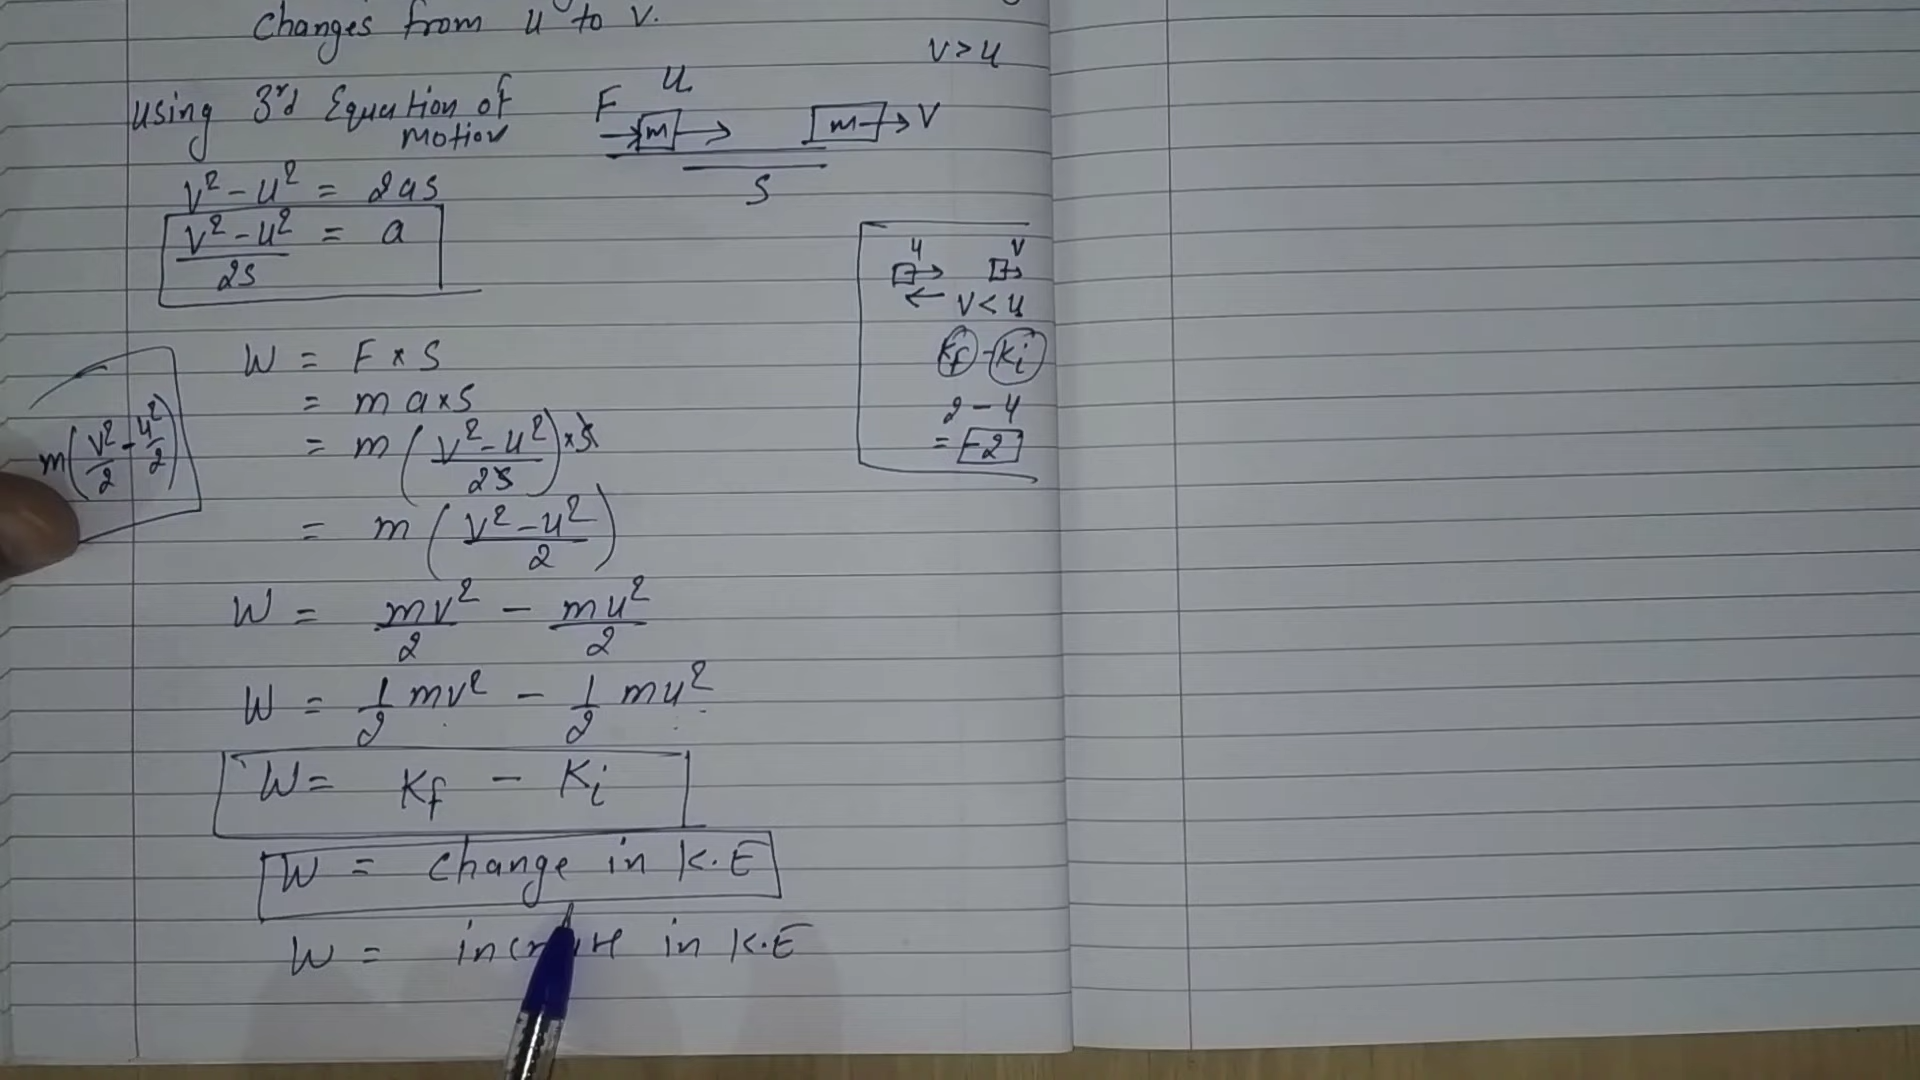 Changes from u to v.
v > u
using 3rd Equation of
motion
F u
m m v
s
v² - u² = 2as
v² - u² / 2s = a
u v
v < u
Kf - Ki
2 - 4
= -2
W = F × S
= m a × s
= m ( v² - u² / 2s ) × s
m ( v²/2 - u²/2 )
= m ( v² - u² / 2 )
W = mv²/2 - mu²/2
W = 1/2 mv² - 1/2 mu²
W = Kf - Ki
W = change in K.E
W = in K.E